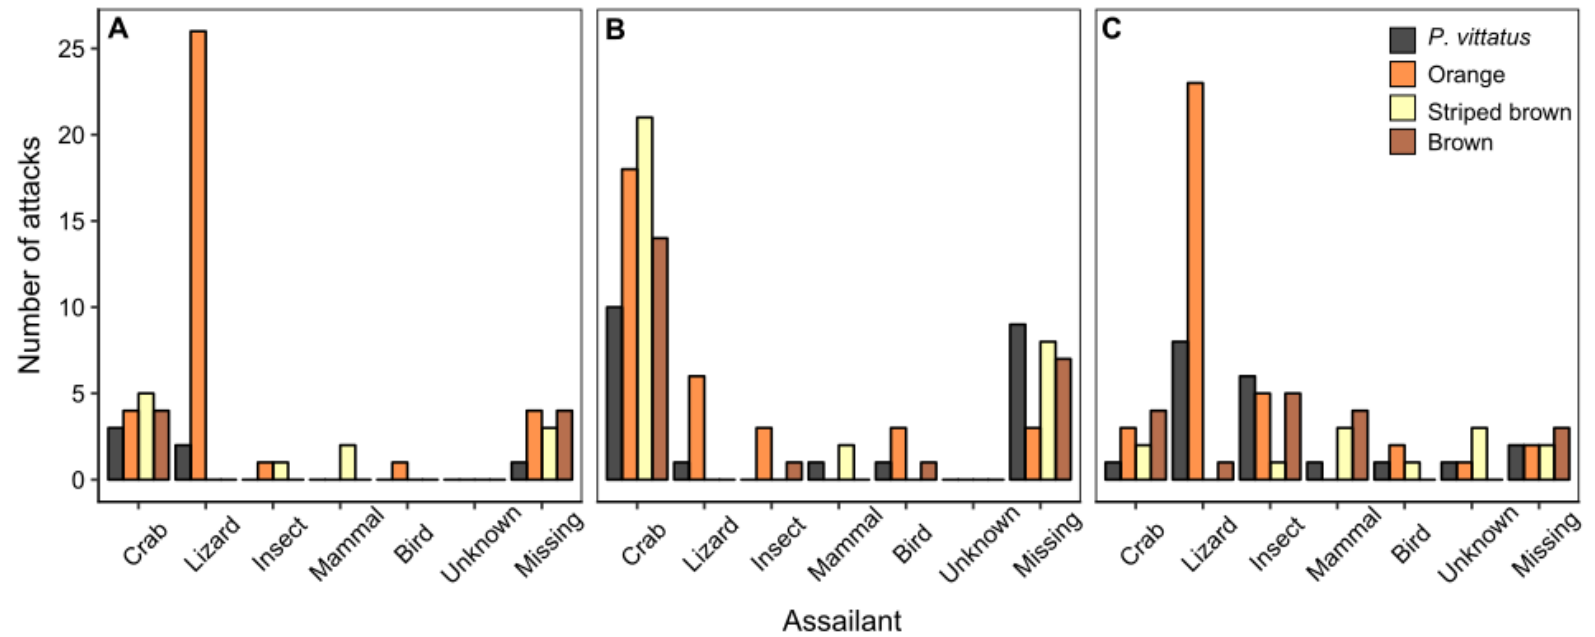 A
B
C
P. vittatus
Orange
Striped brown
Brown
Number of attacks
25
20
15
10
5
0
Crab
Lizard
Insect
Mammal
Bird
Unknown
Missing
Crab
Lizard
Insect
Mammal
Bird
Unknown
Missing
Crab
Lizard
Insect
Mammal
Bird
Unknown
Missing
Assailant